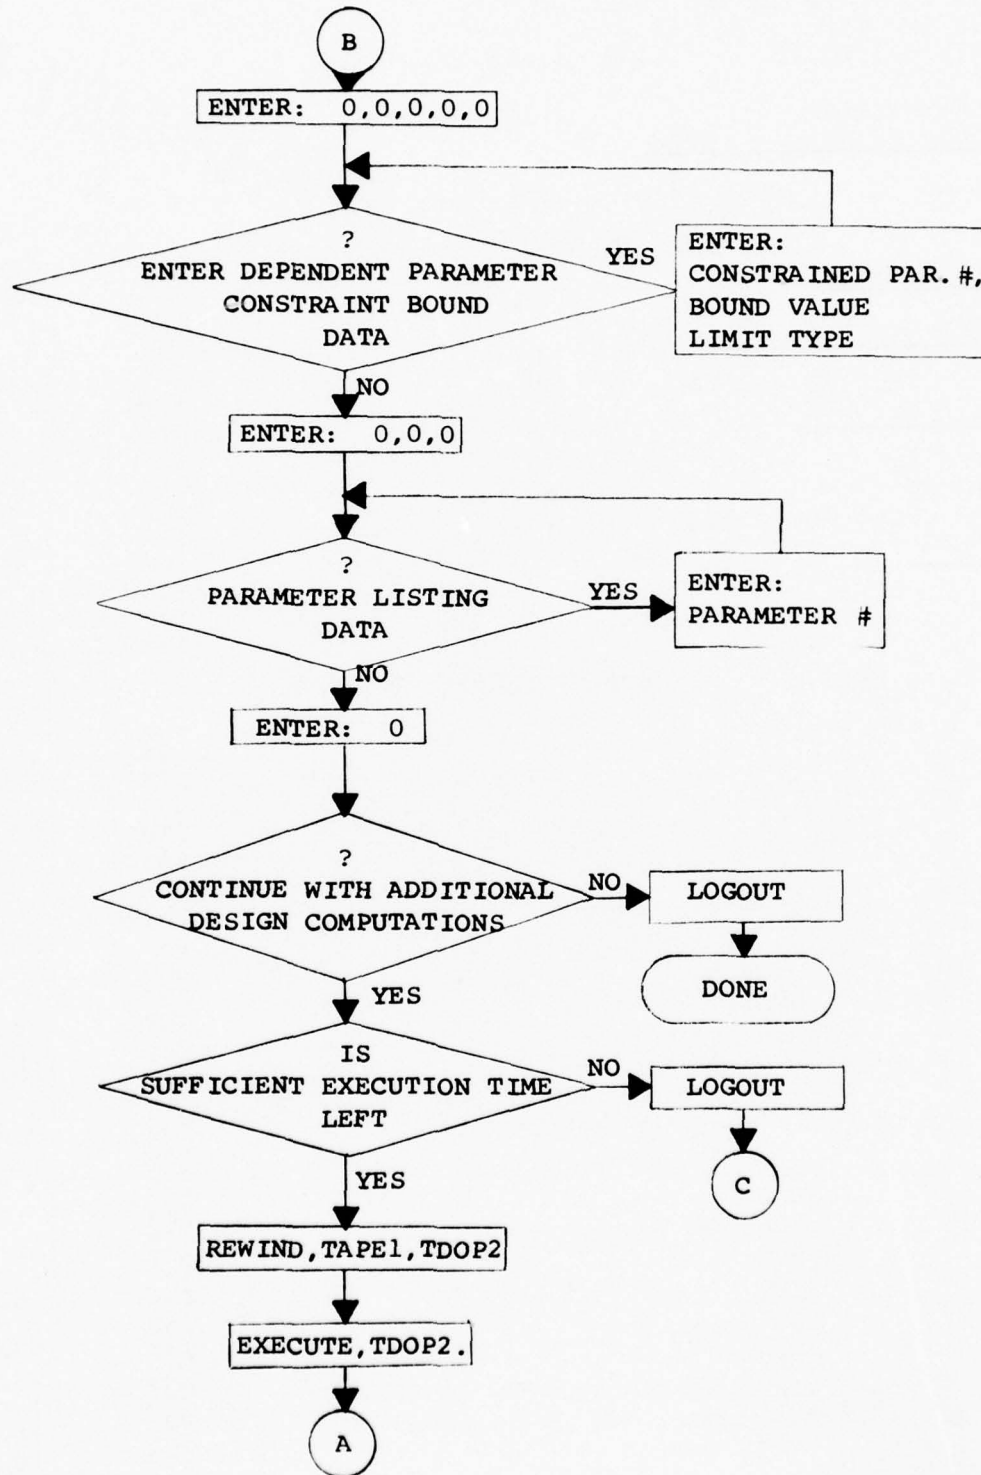 B
ENTER: 0,0,0,0,0
?
ENTER DEPENDENT PARAMETER
CONSTRAINT BOUND
DATA
YES
ENTER:
CONSTRAINED PAR.#,
BOUND VALUE
LIMIT TYPE
NO
ENTER: 0,0,0
?
PARAMETER LISTING
DATA
YES
ENTER:
PARAMETER #
NO
ENTER: 0
?
CONTINUE WITH ADDITIONAL
DESIGN COMPUTATIONS
NO
LOGOUT
DONE
YES
IS
SUFFICIENT EXECUTION TIME
LEFT
NO
LOGOUT
C
YES
REWIND,TAPE1,TDOP2
EXECUTE,TDOP2.
A